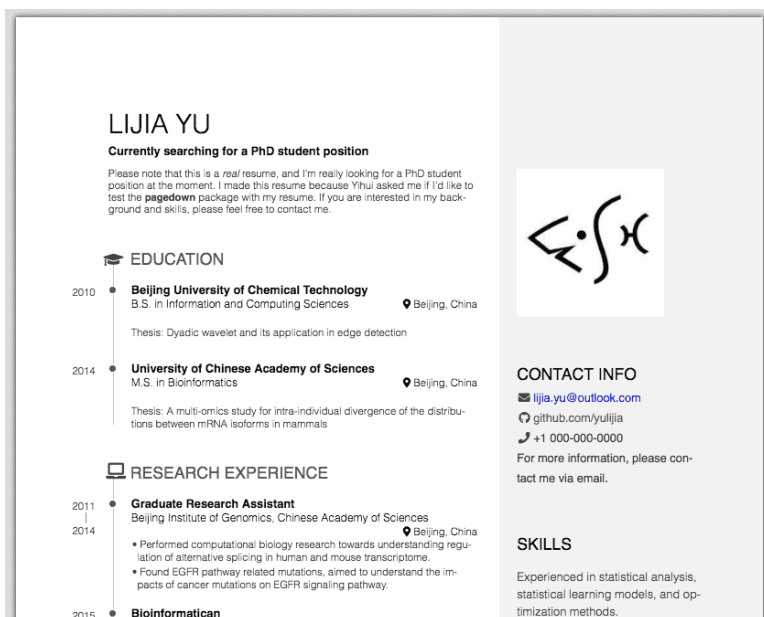 LIJIA YU
Currently searching for a PhD student position
Please note that this is a real resume, and I'm really looking for a PhD student
position at the moment. I made this resume because Yihui asked me if I'd like to
test the pagedown package with my resume. If you are interested in my back-
ground and skills, please feel free to contact me.
EDUCATION
2010
Beijing University of Chemical Technology
B.S. in Information and Computing Sciences
Beijing, China
Thesis: Dyadic wavelet and its application in edge detection
2014
University of Chinese Academy of Sciences
M.S. in Bioinformatics
Beijing, China
Thesis: A multi-omics study for intra-individual divergence of the distribu-
tions between mRNA isoforms in mammals
RESEARCH EXPERIENCE
2011
2014
Graduate Research Assistant
Beijing Institute of Genomics, Chinese Academy of Sciences
Beijing, China
• Performed computational biology research towards understanding regu-
lation of alternative splicing in human and mouse transcriptome.
• Found EGFR pathway related mutations, aimed to understand the im-
pacts of cancer mutations on EGFR signaling pathway.
2015
Bioinformatican
CONTACT INFO
lijia.yu@outlook.com
github.com/yulijia
+1 000-000-0000
For more information, please con-
tact me via email.
SKILLS
Experienced in statistical analysis,
statistical learning models, and op-
timization methods.